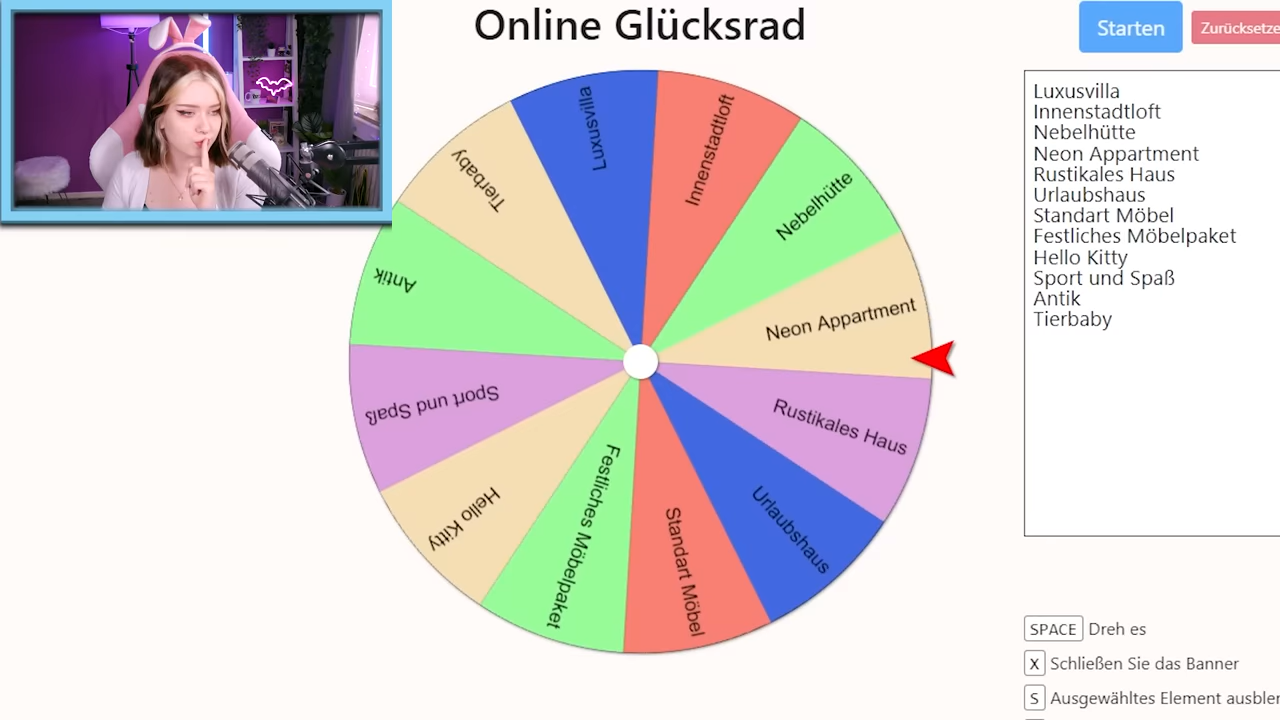 Online Glücksrad
Starten
Zurücksetze
Luxusvilla
Innenstadtloft
Nebelhütte
Neon Appartment
Rustikales Haus
Urlaubshaus
Standart Möbel
Festliches Möbelpaket
Hello Kitty
Sport und Spaß
Antik
Tierbaby
Luxusvilla
Innenstadtloft
Nebelhütte
Neon Appartment
Rustikales Haus
Urlaubshaus
Standart Möbel
Festliches Möbelpaket
Hello Kitty
Sport und Spaß
Antik
Tierbaby
SPACE Dreh es
X Schließen Sie das Banner
S Ausgewähltes Element ausblen